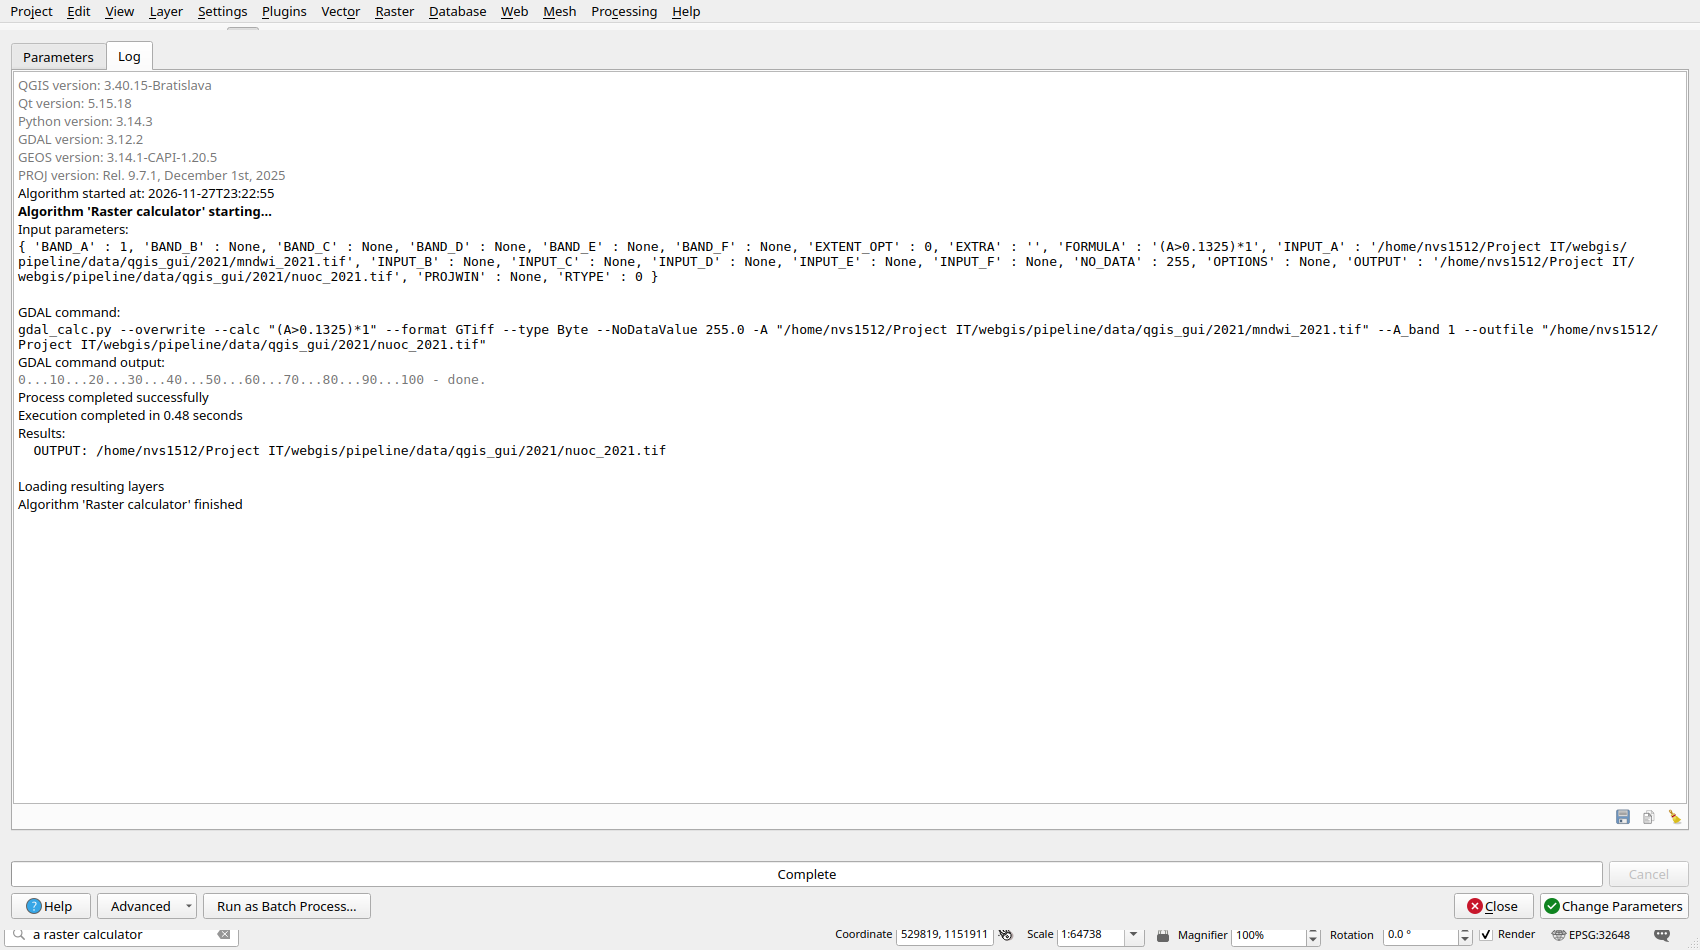 Project Edit View Layer Settings Plugins Vector Raster Database Web Mesh Processing Help
Parameters Log
QGIS version: 3.40.15-Bratislava
Qt version: 5.15.18
Python version: 3.14.3
GDAL version: 3.12.2
GEOS version: 3.14.1-CAPI-1.20.5
PROJ version: Rel. 9.7.1, December 1st, 2025
Algorithm started at: 2026-11-27T23:22:55
Algorithm 'Raster calculator' starting...
Input parameters:
{ 'BAND_A' : 1, 'BAND_B' : None, 'BAND_C' : None, 'BAND_D' : None, 'BAND_E' : None, 'BAND_F' : None, 'EXTENT_OPT' : 0, 'EXTRA' : '', 'FORMULA' : '(A>0.1325)*1', 'INPUT_A' : '/home/nvs1512/Project IT/webgis/
pipeline/data/qgis_gui/2021/mndwi_2021.tif', 'INPUT_B' : None, 'INPUT_C' : None, 'INPUT_D' : None, 'INPUT_E' : None, 'INPUT_F' : None, 'NO_DATA' : 255, 'OPTIONS' : None, 'OUTPUT' : '/home/nvs1512/Project IT/
webgis/pipeline/data/qgis_gui/2021/nuoc_2021.tif', 'PROJWIN' : None, 'RTYPE' : 0 }
GDAL command:
gdal_calc.py --overwrite --calc "(A>0.1325)*1" --format GTiff --type Byte --NoDataValue 255.0 -A "/home/nvs1512/Project IT/webgis/pipeline/data/qgis_gui/2021/mndwi_2021.tif" --A_band 1 --outfile "/home/nvs1512/
Project IT/webgis/pipeline/data/qgis_gui/2021/nuoc_2021.tif"
GDAL command output:
0...10...20...30...40...50...60...70...80...90...100 - done.
Process completed successfully
Execution completed in 0.48 seconds
Results:
OUTPUT: /home/nvs1512/Project IT/webgis/pipeline/data/qgis_gui/2021/nuoc_2021.tif
Loading resulting layers
Algorithm 'Raster calculator' finished
Complete Cancel
Help Advanced Run as Batch Process... Close Change Parameters
a raster calculator Coordinate 529819, 1151911 Scale 1:64738 Magnifier 100% Rotation 0.0 ° Render EPSG:32648